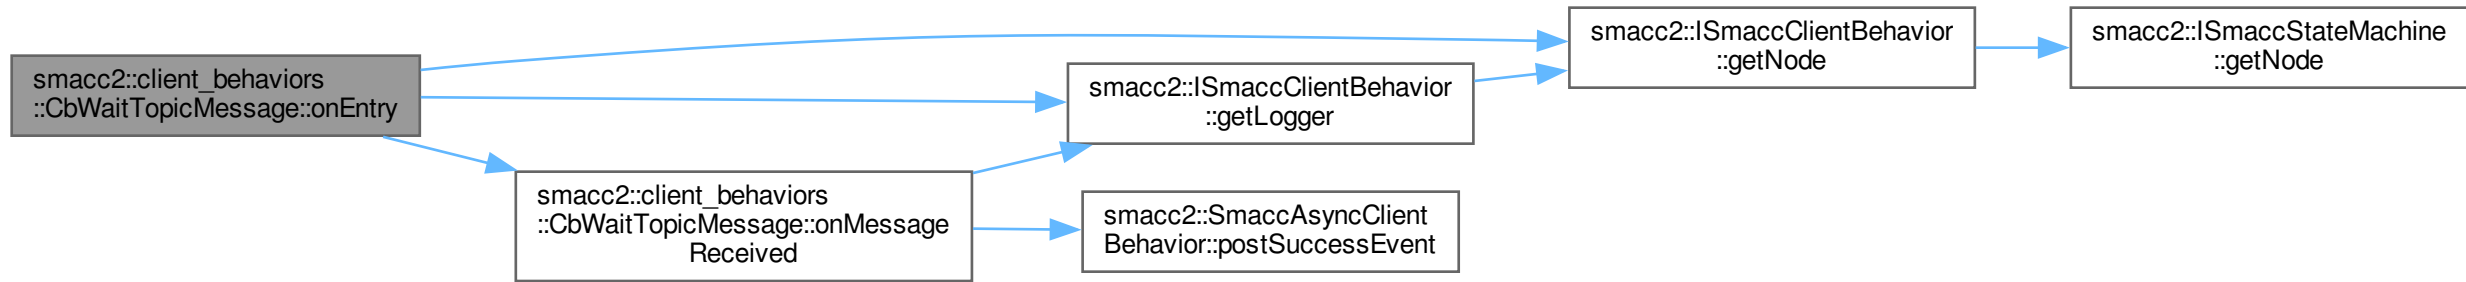 smacc2::client_behaviors
::CbWaitTopicMessage::onEntry
smacc2::ISmaccClientBehavior
::getLogger
smacc2::ISmaccClientBehavior
::getNode
smacc2::ISmaccStateMachine
::getNode
smacc2::client_behaviors
::CbWaitTopicMessage::onMessage
Received
smacc2::SmaccAsyncClient
Behavior::postSuccessEvent